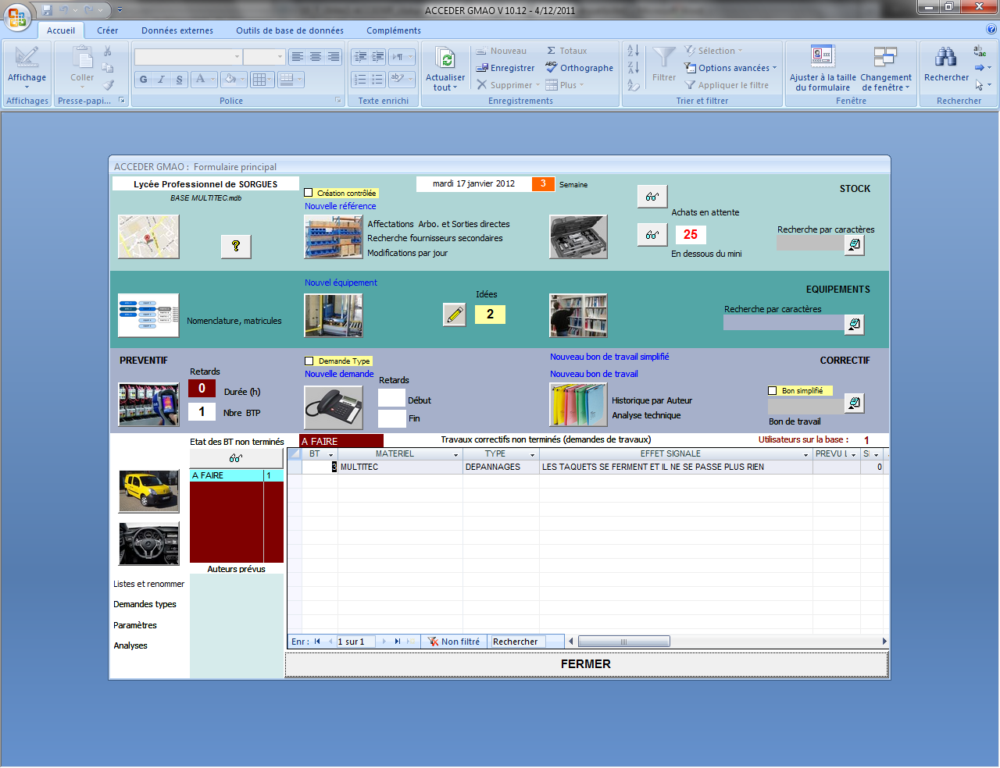 ACCEDER GMAO V 10.12 - 4/12/2011
Accueil Créer Données externes Outils de base de données Compléments
Affichage
Affichages
Coller
Presse-papi...
G I S A
Police
Texte enrichi
Actualiser
tout
Nouveau
Enregistrer
Supprimer
Σ Totaux
Orthographe
Plus
Enregistrements
Filtrer
Sélection
Options avancées
Appliquer le filtre
Trier et filtrer
Ajuster à la taille
du formulaire
Changement
de fenêtre
Fenêtre
Rechercher
Rechercher
ACCEDER GMAO : Formulaire principal
Lycée Professionnel de SORGUES
BASE MULTITEC.mdb
?
Création contrôlée
Nouvelle référence
mardi 17 janvier 2012
3
Semaine
Affectations Arbo. et Sorties directes
Recherche fournisseurs secondaires
Modifications par jour
STOCK
Achats en attente
25
En dessous du mini
Recherche par caractères
Nouvel équipement
Nomenclature, matricules
Idées
2
EQUIPEMENTS
Recherche par caractères
PREVENTIF
Retards
0
Durée (h)
1
Nbre BTP
Demande Type
Nouvelle demande
Retards
Début
Fin
Nouveau bon de travail simplifié
Nouveau bon de travail
Historique par Auteur
Analyse technique
CORRECTIF
Bon simplifié
Bon de travail
Etat des BT non terminés
A FAIRE
Travaux correctifs non terminés (demandes de travaux)
Utilisateurs sur la base : 1
A FAIRE 1
BT MATERIEL TYPE EFFET SIGNALE PREVU L
3 MULTITEC DEPANNAGES LES TAQUETS SE FERMENT ET IL NE SE PASSE PLUS RIEN 0
Auteurs prévus
Listes et renommer
Demandes types
Paramètres
Analyses
Enr : 1 sur 1 Non filtré Rechercher
FERMER